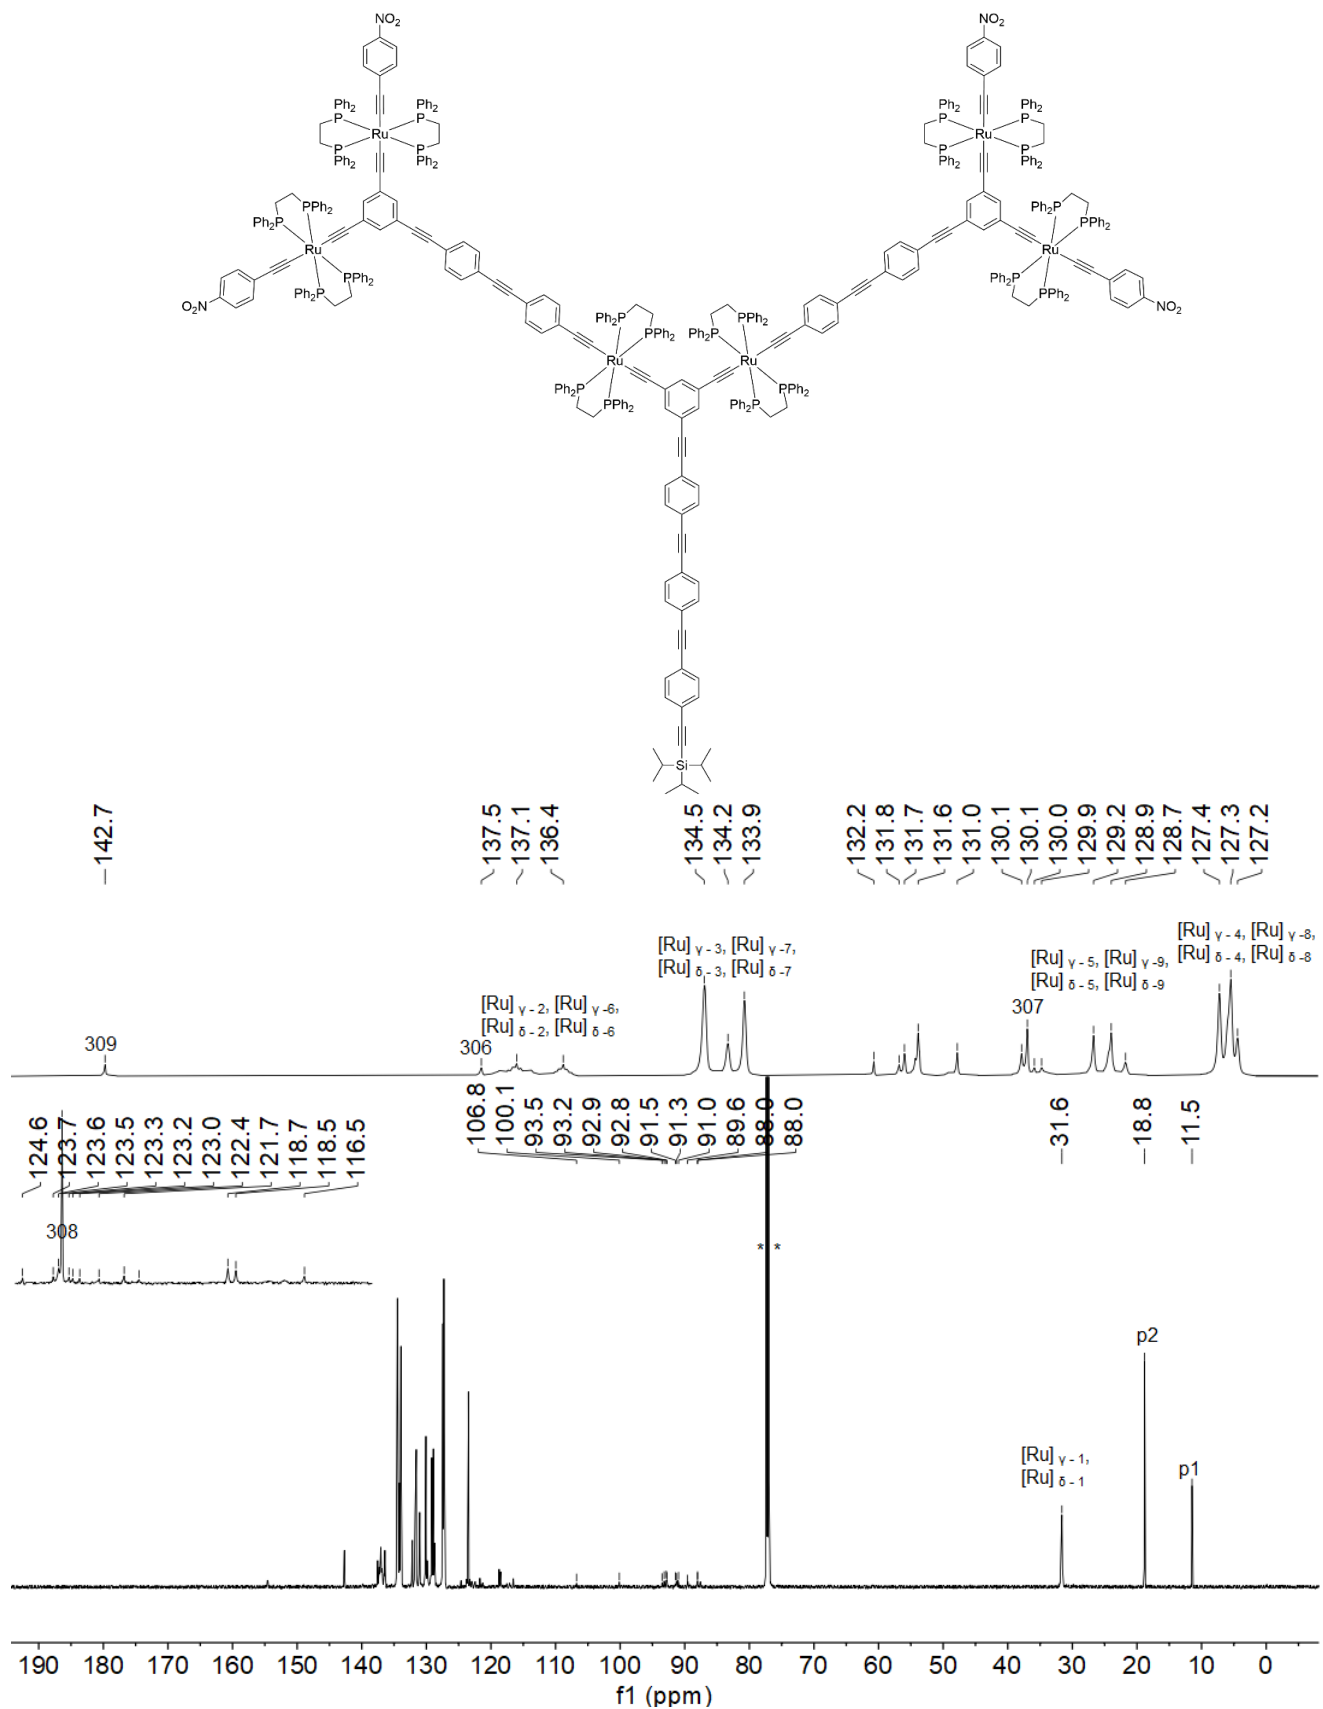 NO2 NO2
Ph2 Ph2 Ph2 Ph2
P P P P
Ru Ru
P P P P
Ph2 Ph2 Ph2 Ph2
Ph2P PPh2 Ph2P PPh2
Ru Ru
Ph2P PPh2 Ph2P PPh2
O2N NO2
Ph2P PPh2 Ph2P PPh2
Ru Ru
Ph2P PPh2 Ph2P PPh2
Si
142.7 137.5 137.1 136.4 134.5 134.2 133.9 132.2 131.8 131.7 131.6 131.0 130.1 130.1 130.0 129.9 129.2 128.9 128.7 127.4 127.3 127.2
[Ru] γ - 4, [Ru] γ -8,
[Ru] δ - 4, [Ru] δ -8
[Ru] γ - 3, [Ru] γ -7,
[Ru] δ - 3, [Ru] δ -7
[Ru] γ - 5, [Ru] γ -9,
[Ru] δ - 5, [Ru] δ -9
[Ru] γ - 2, [Ru] γ -6,
[Ru] δ - 2, [Ru] δ -6
309 306 307
124.6 123.7 123.6 123.5 123.3 123.2 123.0 122.4 121.7 118.7 118.5 116.5
106.8 100.1 93.5 93.2 92.9 92.8 91.5 91.3 91.0 89.6 88.0 88.0
31.6 18.8 11.5
308
* *
p2
[Ru] γ - 1,
[Ru] δ - 1
p1
190 180 170 160 150 140 130 120 110 100 90 80 70 60 50 40 30 20 10 0
f1 (ppm)